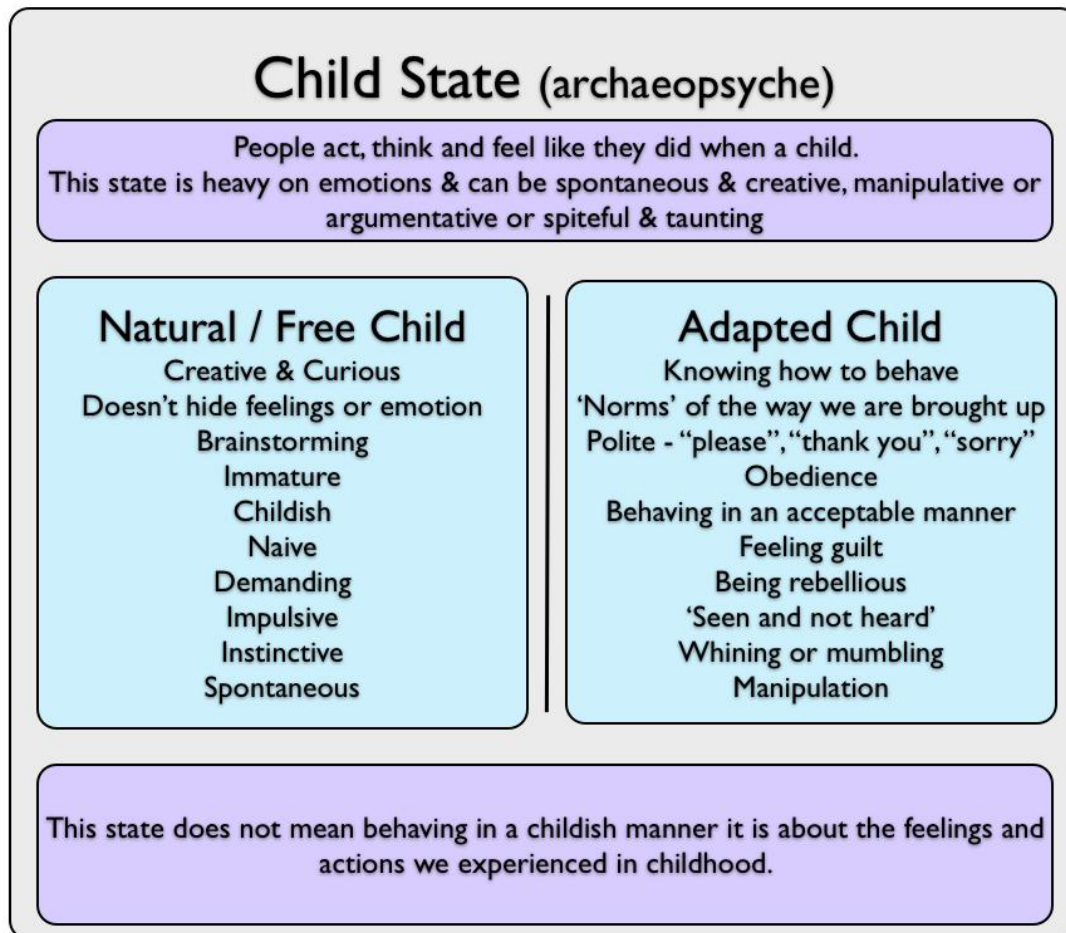 Child State (archaeopsyche)
People act, think and feel like they did when a child.
This state is heavy on emotions & can be spontaneous & creative, manipulative or
argumentative or spiteful & taunting
Natural / Free Child
Creative & Curious
Doesn't hide feelings or emotion
Brainstorming
Immature
Childish
Naive
Demanding
Impulsive
Instinctive
Spontaneous
Adapted Child
Knowing how to behave
‘Norms’ of the way we are brought up
Polite - “please”, “thank you”, “sorry”
Obedience
Behaving in an acceptable manner
Feeling guilt
Being rebellious
‘Seen and not heard’
Whining or mumbling
Manipulation
This state does not mean behaving in a childish manner it is about the feelings and
actions we experienced in childhood.